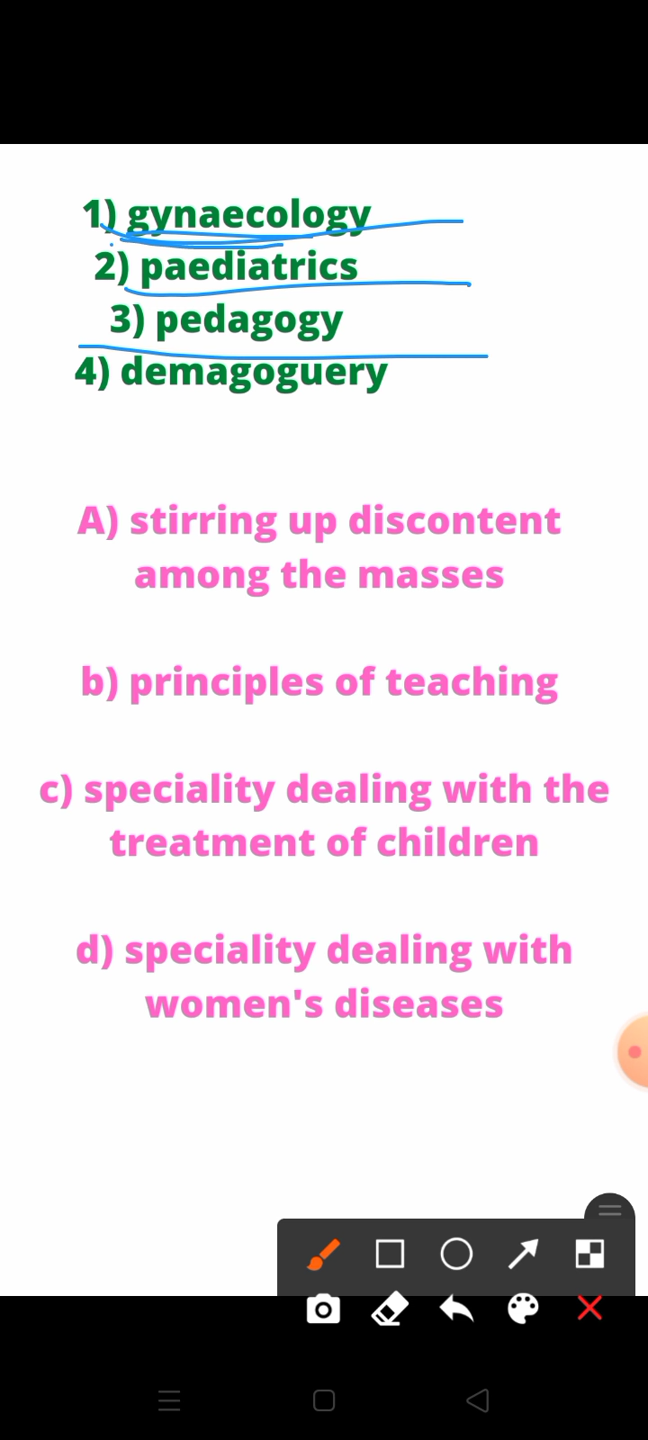 1) gynaecology
2) paediatrics
3) pedagogy
4) demagoguery
A) stirring up discontent
among the masses
b) principles of teaching
c) speciality dealing with the
treatment of children
d) speciality dealing with
women's diseases